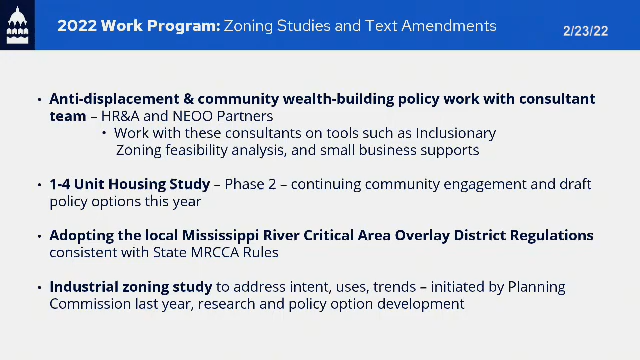 2022 Work Program: Zoning Studies and Text Amendments
2/23/22
• Anti-displacement & community wealth-building policy work with consultant
team – HR&A and NEOO Partners
• Work with these consultants on tools such as Inclusionary
Zoning feasibility analysis, and small business supports
• 1-4 Unit Housing Study – Phase 2 – continuing community engagement and draft
policy options this year
• Adopting the local Mississippi River Critical Area Overlay District Regulations
consistent with State MRCCA Rules
• Industrial zoning study to address intent, uses, trends – initiated by Planning
Commission last year, research and policy option development